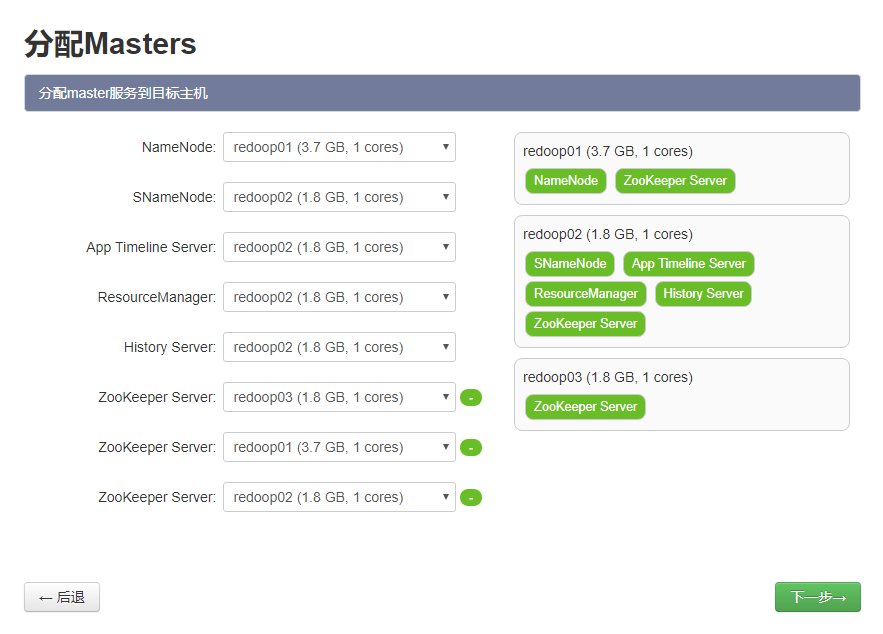 分配Masters
分配master服务到目标主机
NameNode: redoop01 (3.7 GB, 1 cores)
SNameNode: redoop02 (1.8 GB, 1 cores)
App Timeline Server: redoop02 (1.8 GB, 1 cores)
ResourceManager: redoop02 (1.8 GB, 1 cores)
History Server: redoop02 (1.8 GB, 1 cores)
ZooKeeper Server: redoop03 (1.8 GB, 1 cores) -
ZooKeeper Server: redoop01 (3.7 GB, 1 cores) -
ZooKeeper Server: redoop02 (1.8 GB, 1 cores) -
redoop01 (3.7 GB, 1 cores)
NameNode ZooKeeper Server
redoop02 (1.8 GB, 1 cores)
SNameNode App Timeline Server
ResourceManager History Server
ZooKeeper Server
redoop03 (1.8 GB, 1 cores)
ZooKeeper Server
← 后退
下一步→